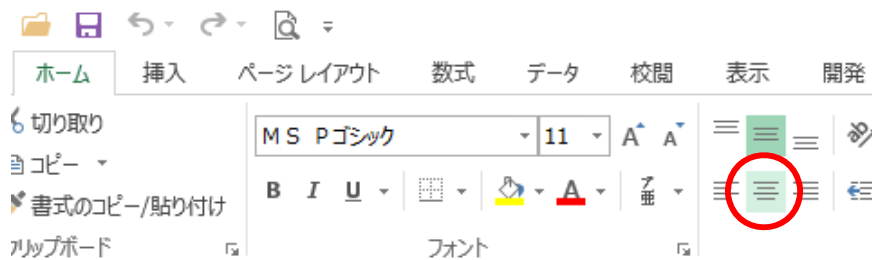 ホーム 挿入 ページ レイアウト 数式 データ 校閲 表示 開発
切り取り
コピー
書式のコピー/貼り付け
クリップボード
ＭＳ Ｐゴシック 11 A A
B I U A ア亜
フォント